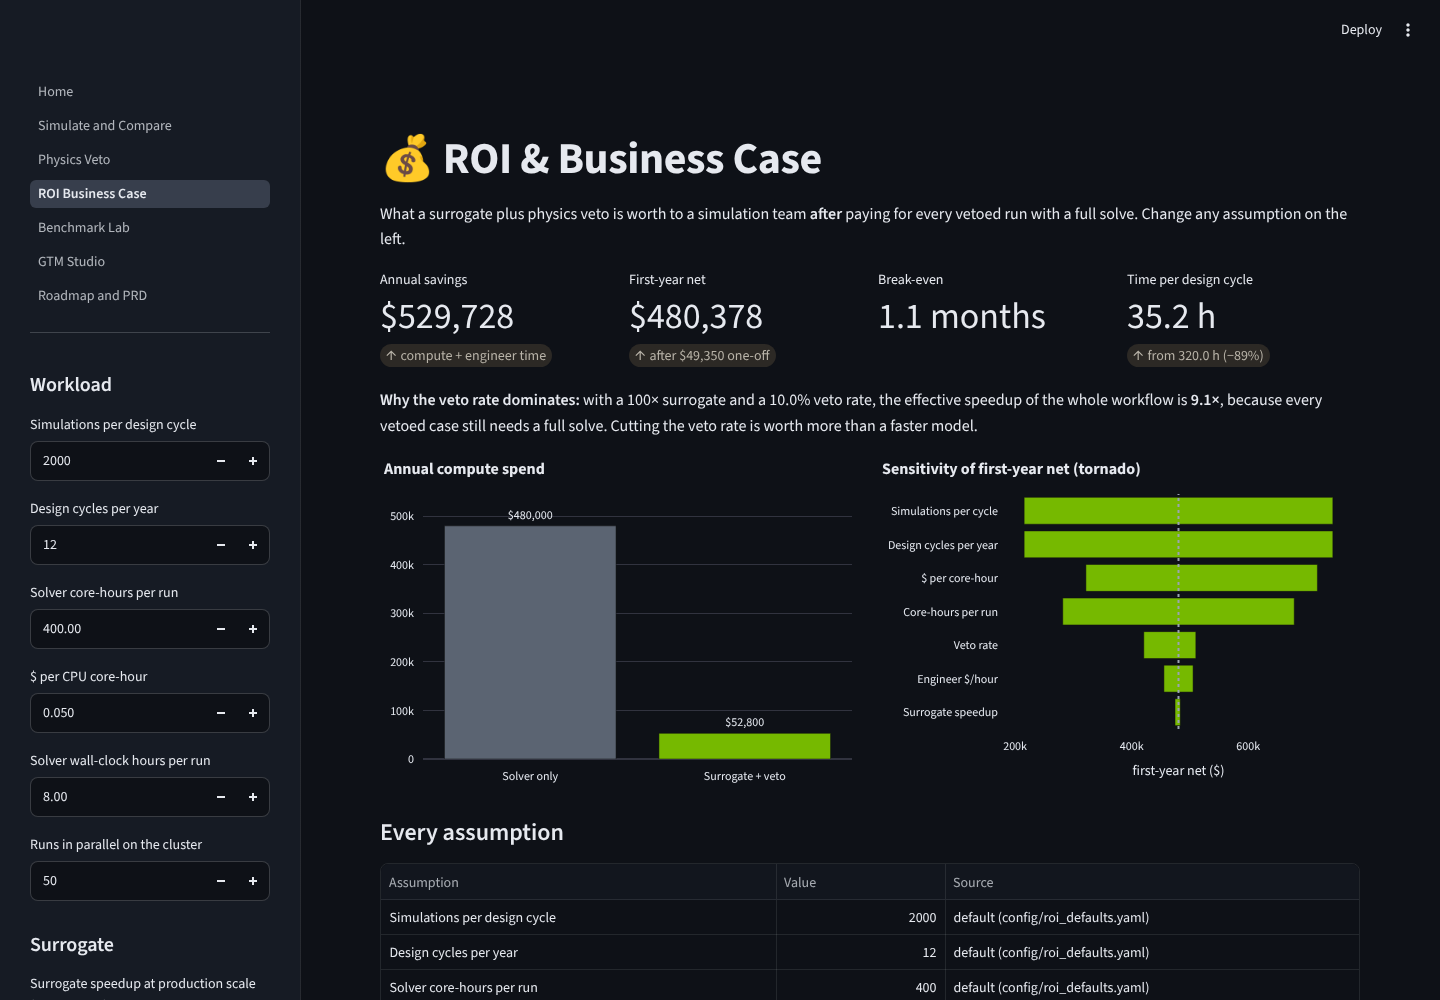 Deploy
Home
Simulate and Compare
Physics Veto
ROI Business Case
Benchmark Lab
GTM Studio
Roadmap and PRD
Workload
Simulations per design cycle
2000
Design cycles per year
12
Solver core-hours per run
400.00
$ per CPU core-hour
0.050
Solver wall-clock hours per run
8.00
Runs in parallel on the cluster
50
Surrogate
Surrogate speedup at production scale
💰 ROI & Business Case
What a surrogate plus physics veto is worth to a simulation team after paying for every vetoed run with a full solve. Change any assumption on the
left.
Annual savings
$529,728
↑ compute + engineer time
First-year net
$480,378
↑ after $49,350 one-off
Break-even
1.1 months
Time per design cycle
35.2 h
↑ from 320.0 h (−89%)
Why the veto rate dominates: with a 100× surrogate and a 10.0% veto rate, the effective speedup of the whole workflow is 9.1×, because every
vetoed case still needs a full solve. Cutting the veto rate is worth more than a faster model.
Annual compute spend
500k
400k
300k
200k
100k
0
$480,000
$52,800
Solver only
Surrogate + veto
Sensitivity of first-year net (tornado)
Simulations per cycle
Design cycles per year
$ per core-hour
Core-hours per run
Veto rate
Engineer $/hour
Surrogate speedup
200k
400k
600k
first-year net ($)
Every assumption
Assumption Value Source
Simulations per design cycle 2000 default (config/roi_defaults.yaml)
Design cycles per year 12 default (config/roi_defaults.yaml)
Solver core-hours per run 400 default (config/roi_defaults.yaml)